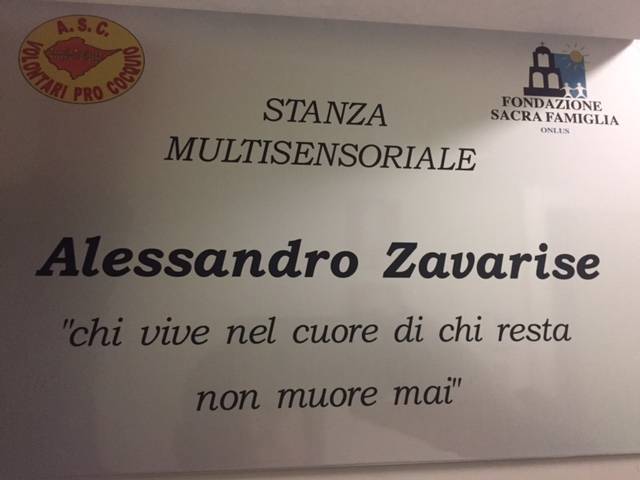 A. S. C.
VOLONTARI PRO COCQUIO
FONDAZIONE
SACRA FAMIGLIA
ONLUS
STANZA
MULTISENSORIALE
Alessandro Zavarise
"chi vive nel cuore di chi resta
non muore mai"